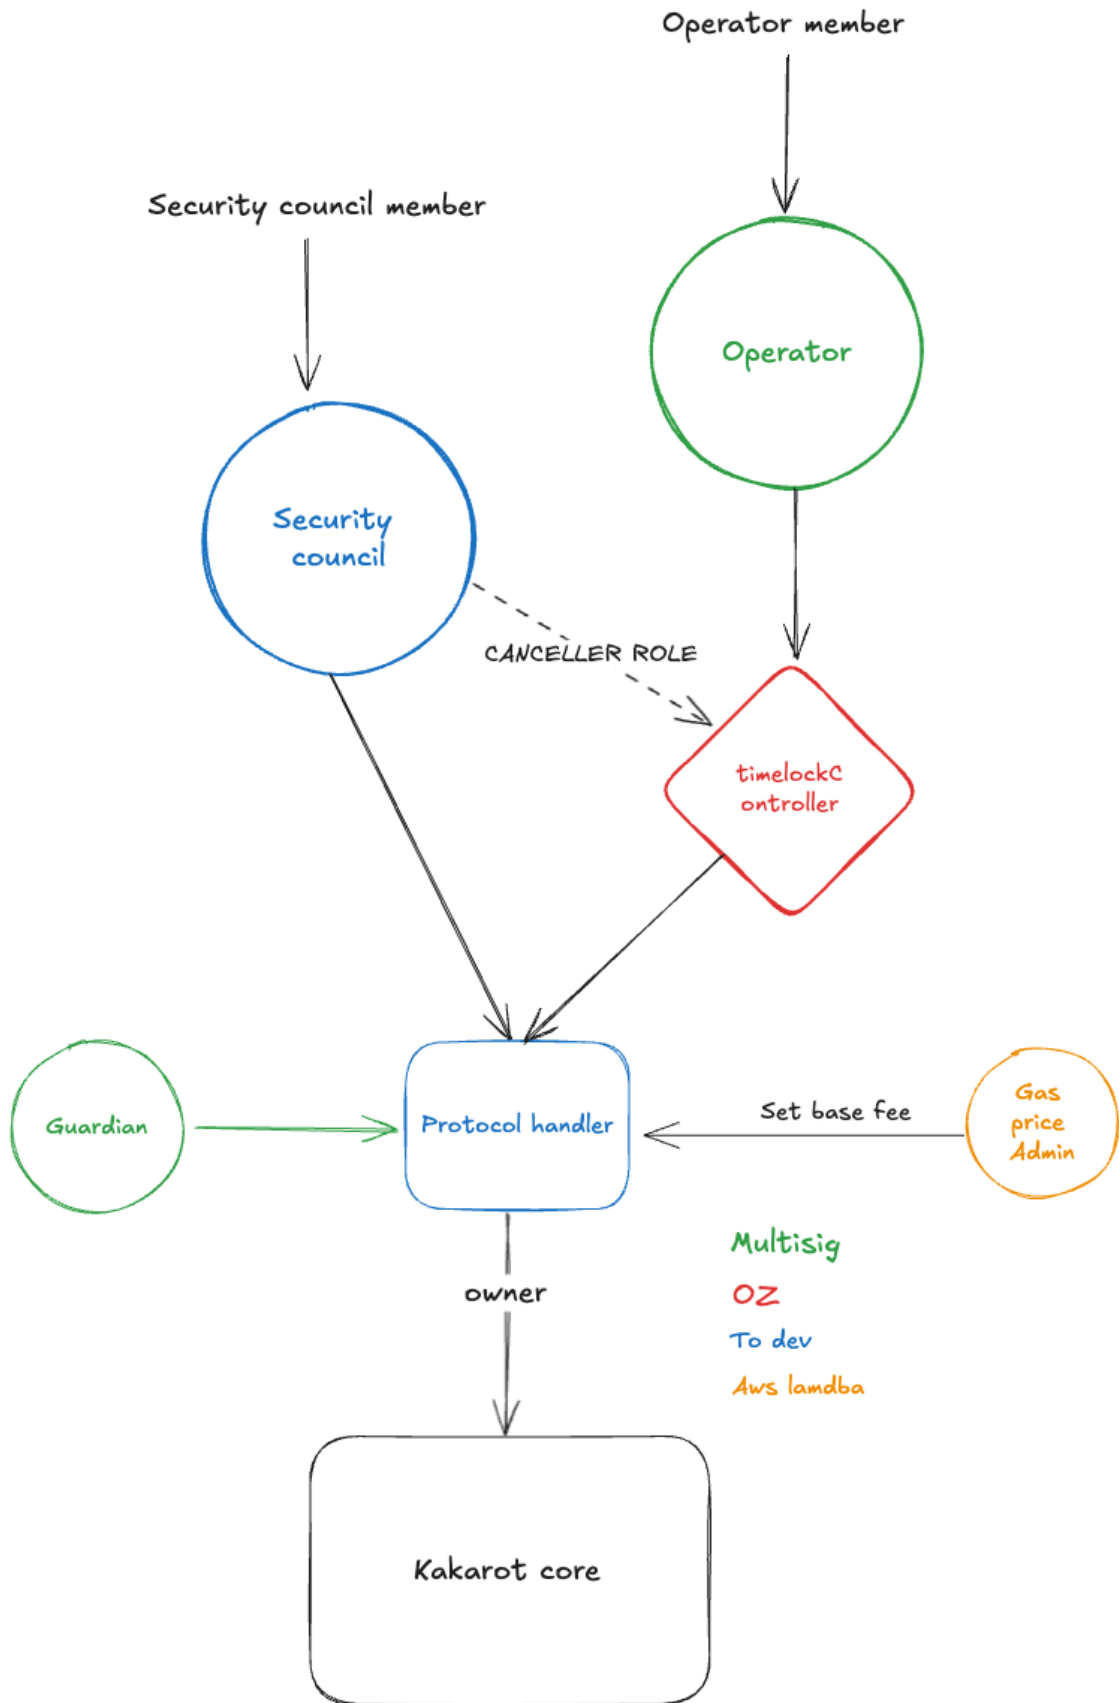 Operator member
Security council member
Operator
Security
council
CANCELLER ROLE
timelockC
ontroller
Guardian
Protocol handler
Set base fee
Gas
price
Admin
Multisig
OZ
To dev
Aws lamdba
owner
Kakarot core